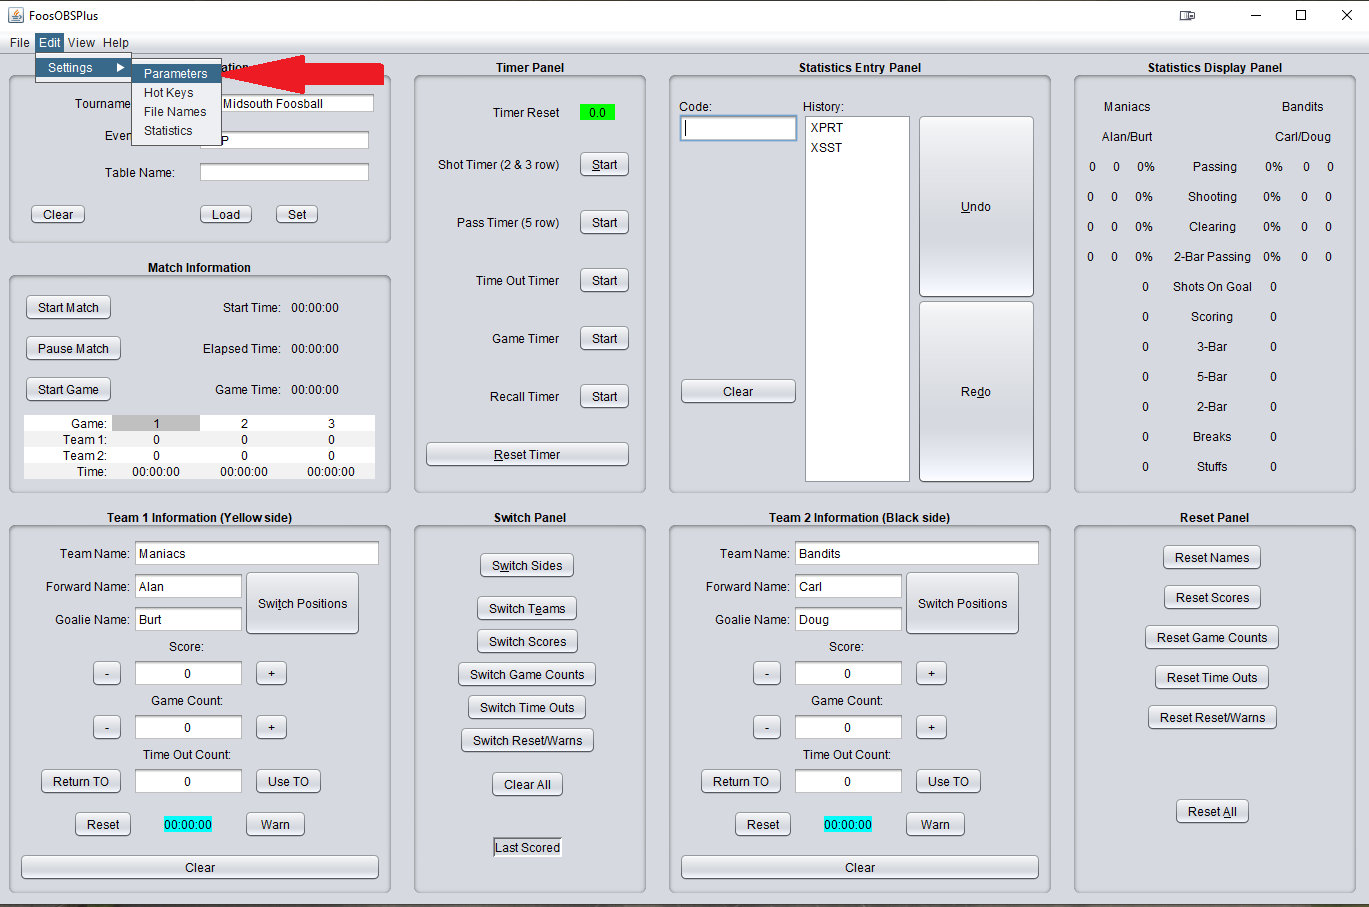 FoosOBSPlus
File Edit View Help
Settings
Parameters
Hot Keys
File Names
Statistics
Midsouth Foosball
P
Table Name:
Clear Load Set
Match Information
Start Match Start Time: 00:00:00
Pause Match Elapsed Time: 00:00:00
Start Game Game Time: 00:00:00
Game: 1 2 3
Team 1: 0 0 0
Team 2: 0 0 0
Time: 00:00:00 00:00:00 00:00:00
Timer Panel
Timer Reset 0.0
Shot Timer (2 & 3 row) Start
Pass Timer (5 row) Start
Time Out Timer Start
Game Timer Start
Recall Timer Start
Reset Timer
Statistics Entry Panel
Code: History:
XPRT
XSST
Undo
Clear
Redo
Statistics Display Panel
Maniacs Bandits
Alan/Burt Carl/Doug
0 0 0% Passing 0% 0 0
0 0 0% Shooting 0% 0 0
0 0 0% Clearing 0% 0 0
0 0 0% 2-Bar Passing 0% 0 0
0 Shots On Goal 0
0 Scoring 0
0 3-Bar 0
0 5-Bar 0
0 2-Bar 0
0 Breaks 0
0 Stuffs 0
Team 1 Information (Yellow side)
Team Name: Maniacs
Forward Name: Alan
Switch Positions
Goalie Name: Burt
Score:
- 0 +
Game Count:
- 0 +
Time Out Count:
Return TO 0 Use TO
Reset 00:00:00 Warn
Clear
Switch Panel
Switch Sides
Switch Teams
Switch Scores
Switch Game Counts
Switch Time Outs
Switch Reset/Warns
Clear All
Last Scored
Team 2 Information (Black side)
Team Name: Bandits
Forward Name: Carl
Switch Positions
Goalie Name: Doug
Score:
- 0 +
Game Count:
- 0 +
Time Out Count:
Return TO 0 Use TO
Reset 00:00:00 Warn
Clear
Reset Panel
Reset Names
Reset Scores
Reset Game Counts
Reset Time Outs
Reset Reset/Warns
Reset All